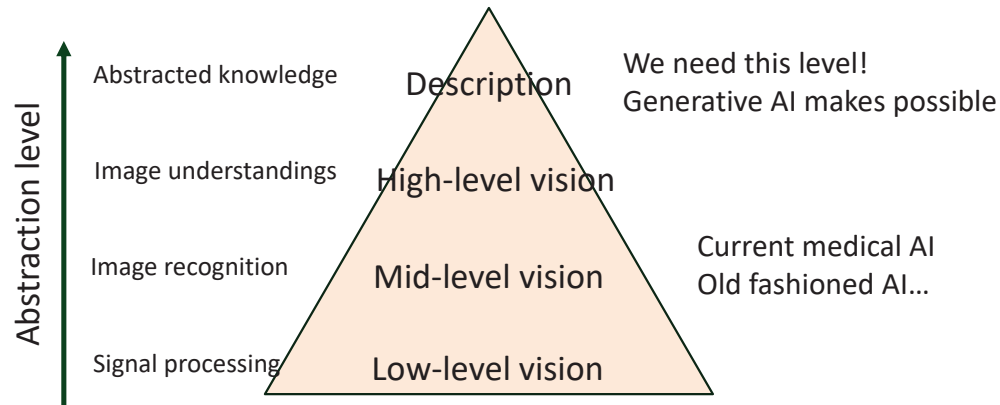 Abstraction level
Abstracted knowledge
Description
We need this level!
Generative AI makes possible
Image understandings
High-level vision
Image recognition
Mid-level vision
Current medical AI
Old fashioned AI…
Signal processing
Low-level vision